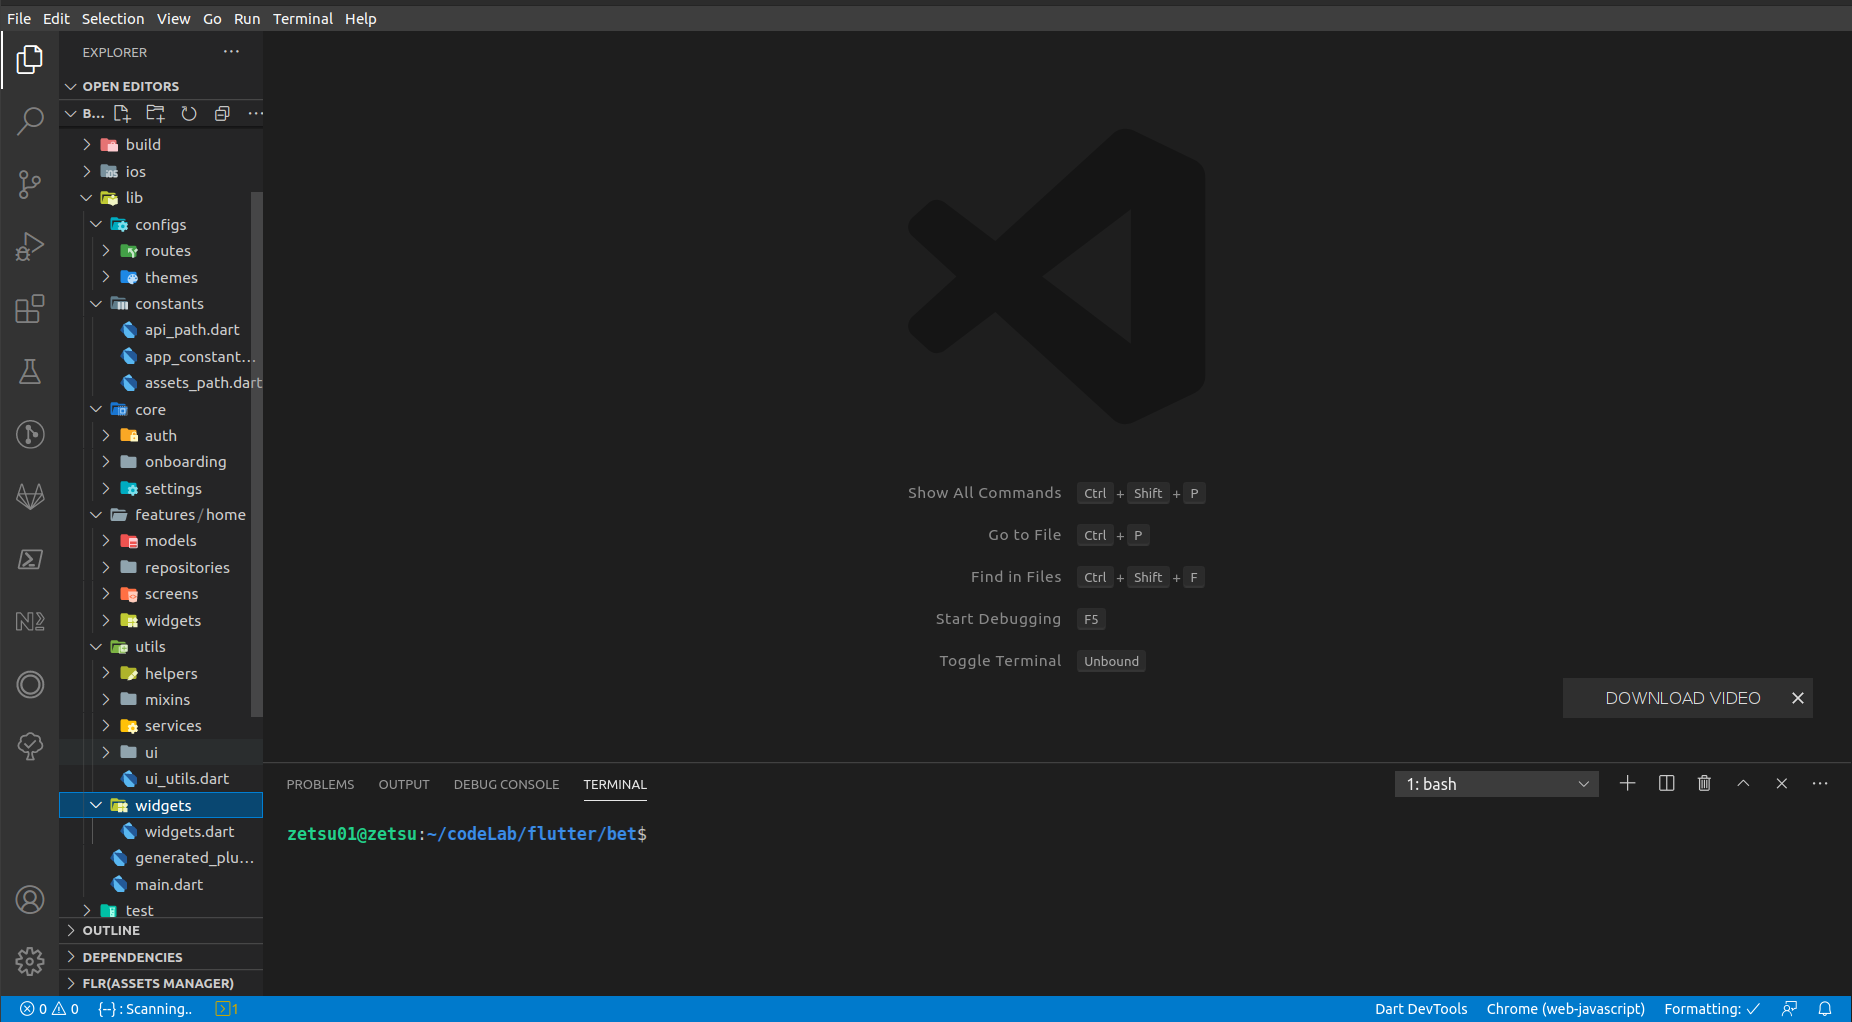 File Edit Selection View Go Run Terminal Help
EXPLORER
OPEN EDITORS
B...
build
ios
lib
configs
routes
themes
constants
api_path.dart
app_constant...
assets_path.dart
core
auth
onboarding
settings
features/home
models
repositories
screens
widgets
utils
helpers
mixins
services
ui
ui_utils.dart
widgets
widgets.dart
generated_plu...
main.dart
test
OUTLINE
DEPENDENCIES
FLR(ASSETS MANAGER)
Show All Commands Ctrl + Shift + P
Go to File Ctrl + P
Find in Files Ctrl + Shift + F
Start Debugging F5
Toggle Terminal Unbound
DOWNLOAD VIDEO
PROBLEMS OUTPUT DEBUG CONSOLE TERMINAL 1: bash
zetsu01@zetsu:~/codeLab/flutter/bet$
0 0 {--} : Scanning.. 1 Dart DevTools Chrome (web-javascript) Formatting: ✓